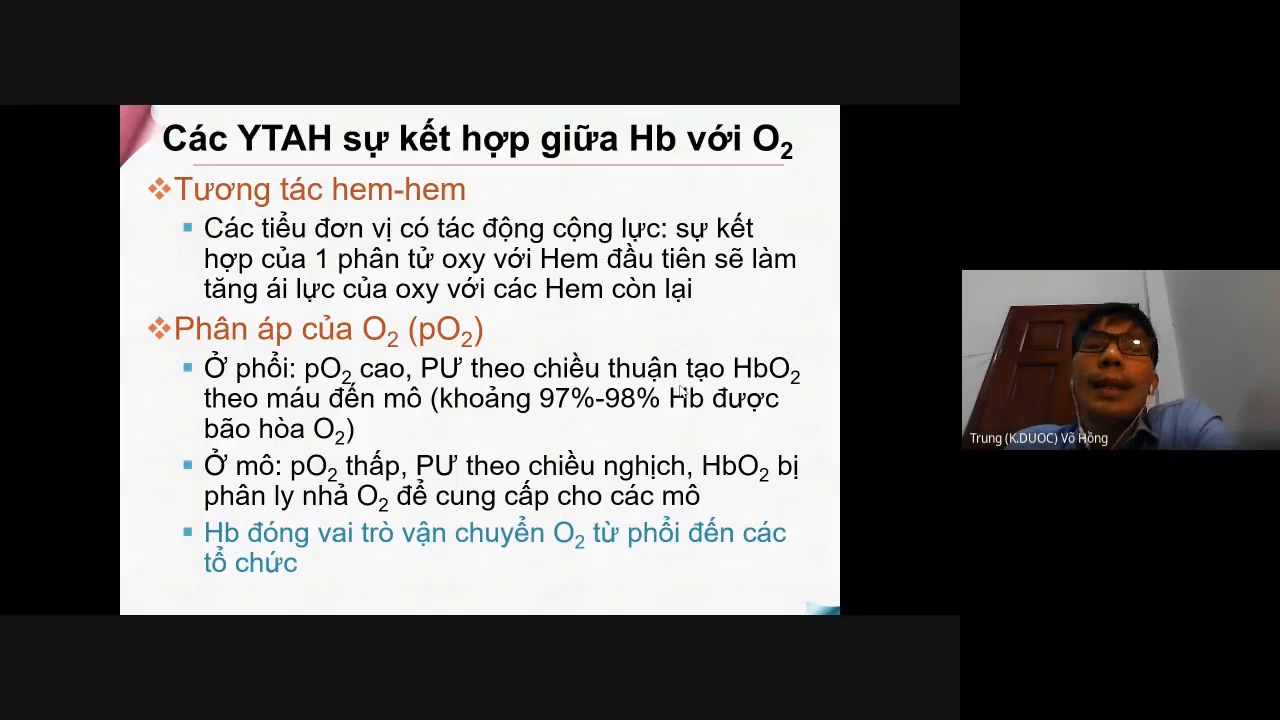 Các YTAH sự kết hợp giữa Hb với O₂
Tương tác hem-hem
Các tiểu đơn vị có tác động cộng lực: sự kết
hợp của 1 phân tử oxy với Hem đầu tiên sẽ làm
tăng ái lực của oxy với các Hem còn lại
Phân áp của O₂ (pO₂)
Ở phổi: pO₂ cao, PƯ theo chiều thuận tạo HbO₂
theo máu đến mô (khoảng 97%-98% Hb được
bão hòa O₂)
Ở mô: pO₂ thấp, PƯ theo chiều nghịch, HbO₂ bị
phân ly nhả O₂ để cung cấp cho các mô
Hb đóng vai trò vận chuyển O₂ từ phổi đến các
tổ chức
Trung (K.DUOC) Võ Hồng